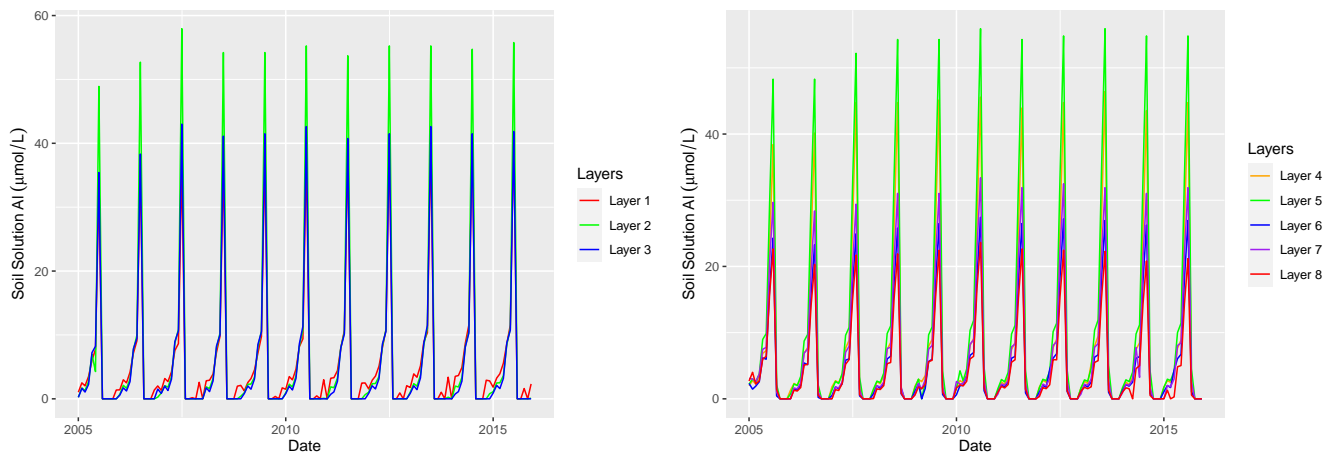 60
40
20
0
Soil Solution Al (μmol/L)
2005
2010
2015
Date
Layers
Layer 1
Layer 2
Layer 3
40
20
0
Soil Solution Al (μmol/L)
2005
2010
2015
Date
Layers
Layer 4
Layer 5
Layer 6
Layer 7
Layer 8